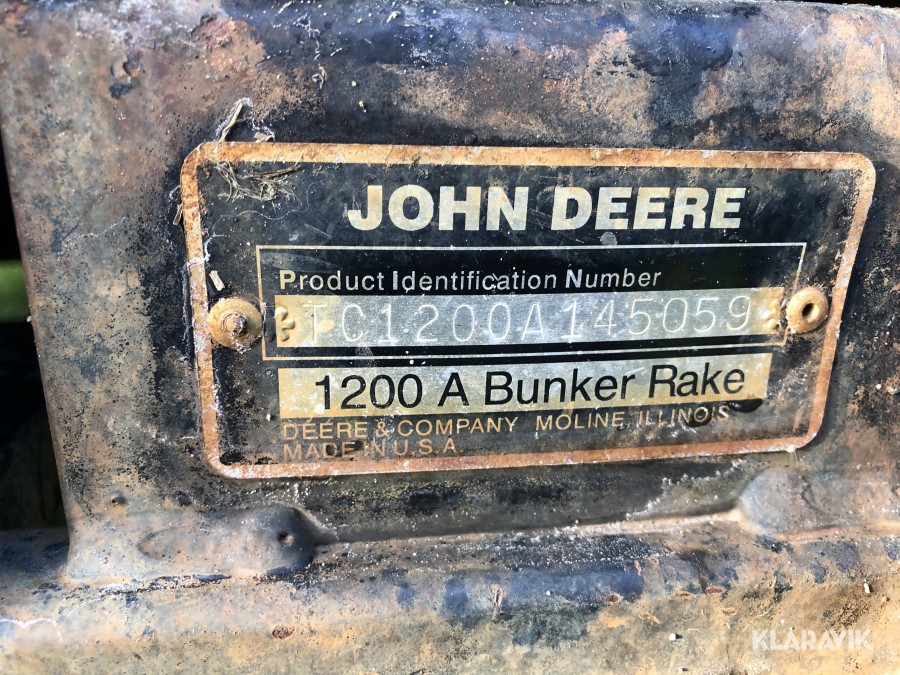 JOHN DEERE
Product Identification Number
TC1200A145059
1200 A Bunker Rake
DEERE & COMPANY MOLINE, ILLINOIS
MADE IN U.S.A.
KLARAVIK